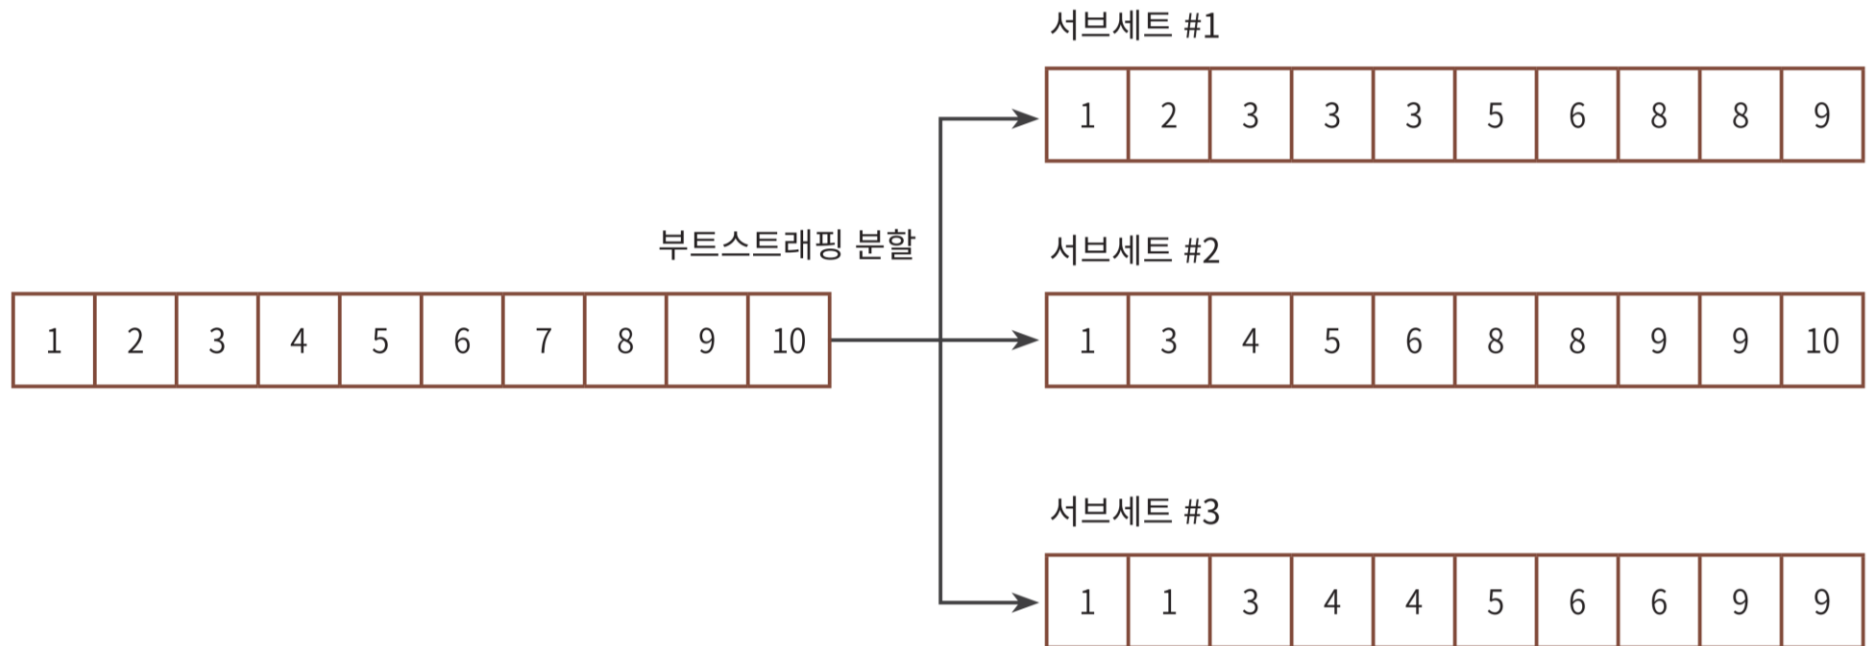 서브세트 #1
1 2 3 3 3 5 6 8 8 9
부트스트래핑 분할
1 2 3 4 5 6 7 8 9 10
서브세트 #2
1 3 4 5 6 8 8 9 9 10
서브세트 #3
1 1 3 4 4 5 6 6 9 9